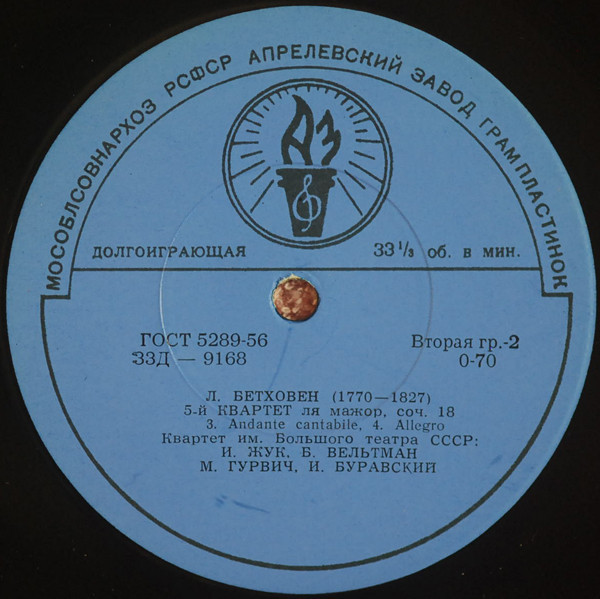 МОСОБЛСОВНАРХОЗ РСФСР АПРЕЛЕВСКИЙ ЗАВОД ГРАМПЛАСТИНОК
АЗ
ДОЛГОИГРАЮЩАЯ 33 1/3 об. в мин.
ГОСТ 5289-56 Вторая гр.-2
33Д — 9168 0-70
Л. БЕТХОВЕН (1770—1827)
5-й КВАРТЕТ ля мажор, соч. 18
3. Andante cantabile, 4. Allegro
Квартет им. Большого театра СССР:
И. ЖУК, Б. ВЕЛЬТМАН
М. ГУРВИЧ, И. БУРАВСКИЙ